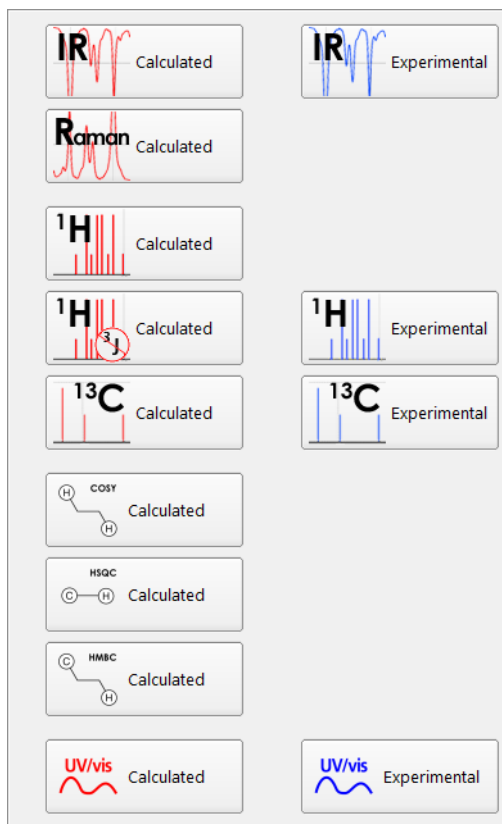 IR Calculated
IR Experimental
Raman Calculated
¹H Calculated
¹H ³J Calculated
¹H Experimental
¹³C Calculated
¹³C Experimental
H COSY H Calculated
HSQC C H Calculated
C HMBC H Calculated
UV/vis Calculated
UV/vis Experimental